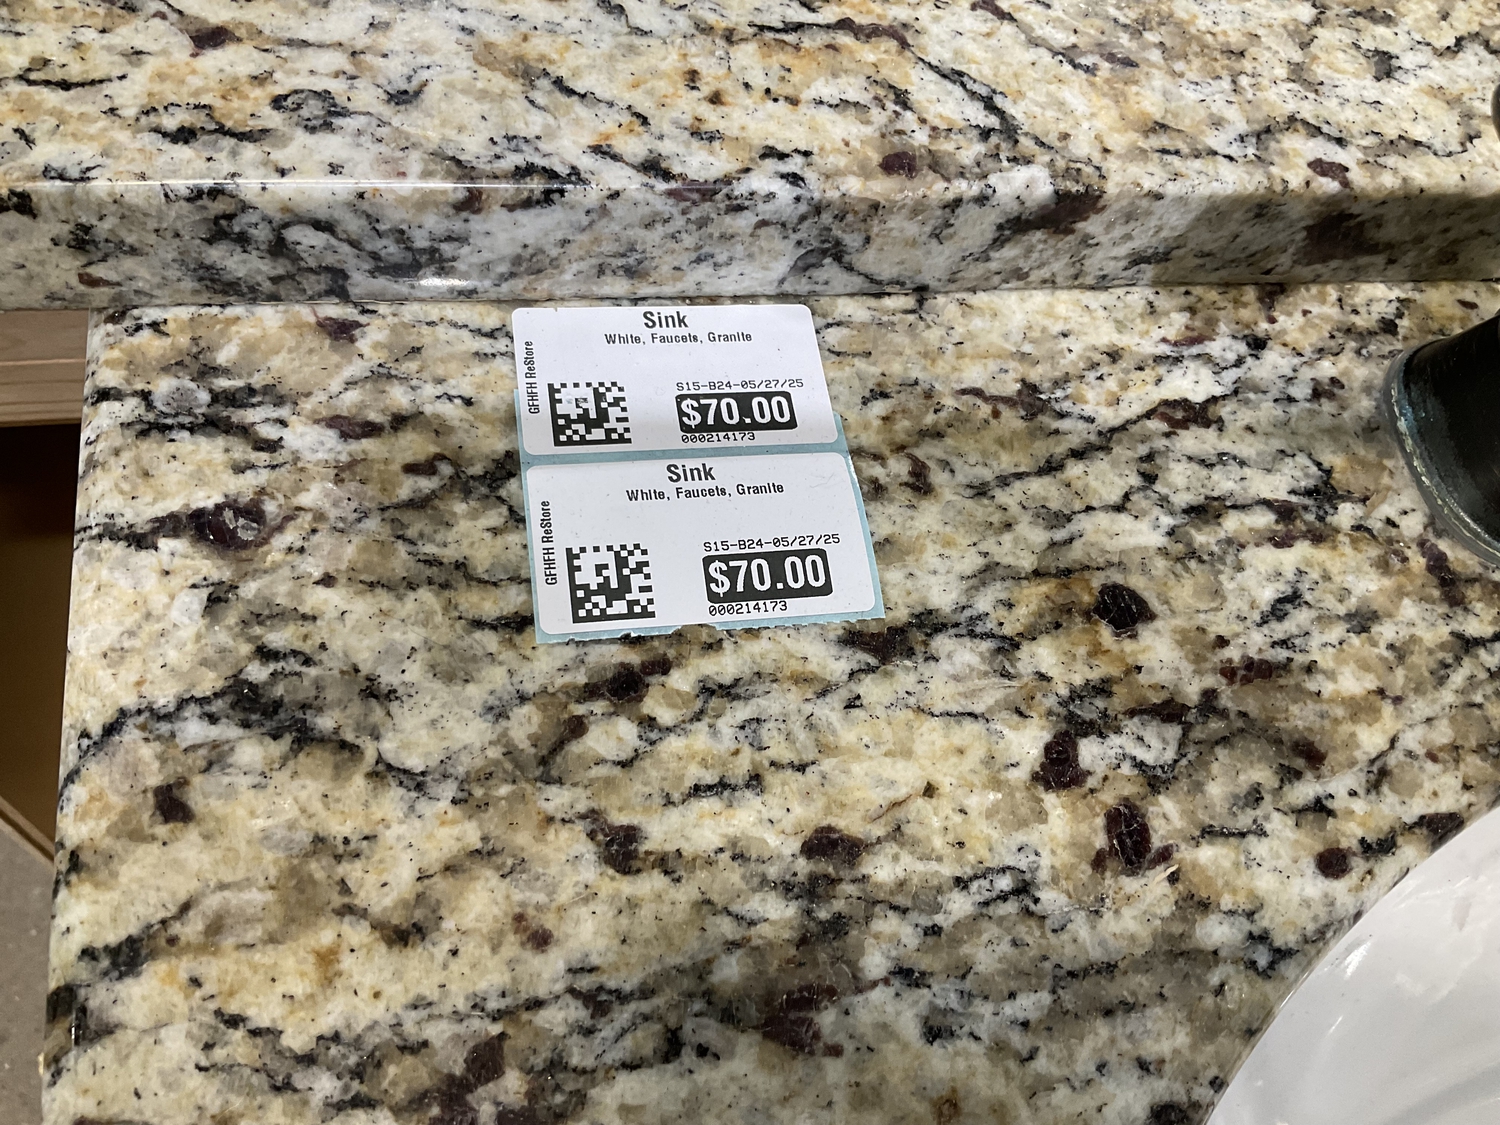 Sink
White, Faucets, Granite
GFHFH ReStore
S15-B24-05/27/25
$70.00
000214173
Sink
White, Faucets, Granite
GFHFH ReStore
S15-B24-05/27/25
$70.00
000214173